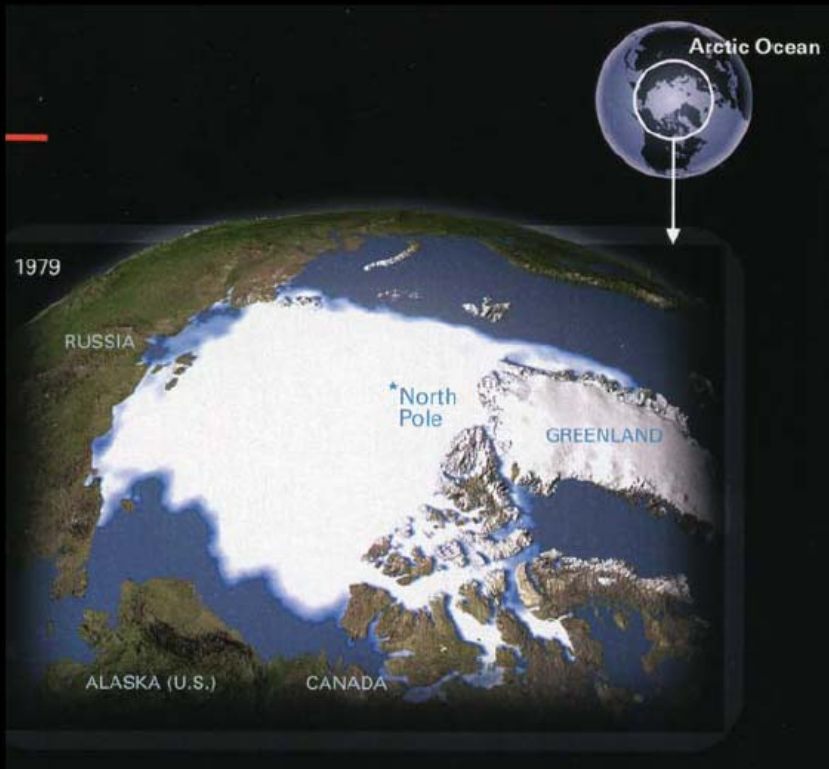 Arctic Ocean
1979
RUSSIA
*North
Pole
GREENLAND
ALASKA (U.S.)
CANADA